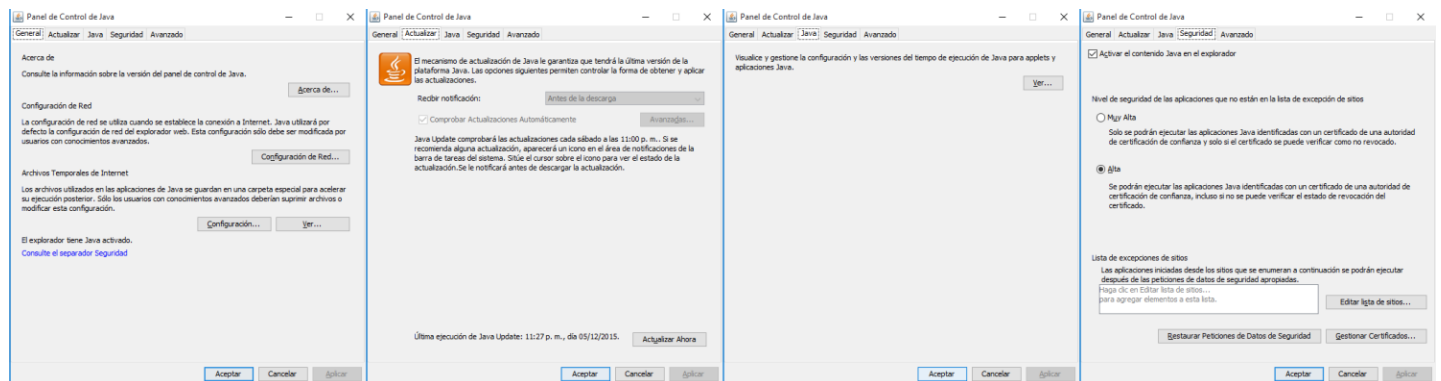 Panel de Control de Java
General Actualizar Java Seguridad Avanzado
Acerca de
Consulte la información sobre la versión del panel de control de Java.
Acerca de...
Configuración de Red
La configuración de red se utiliza cuando se establece la conexión a Internet. Java utilizará por
defecto la configuración de red del explorador web. Esta configuración sólo debe ser modificada por
usuarios con conocimientos avanzados.
Configuración de Red...
Archivos Temporales de Internet
Los archivos utilizados en las aplicaciones de Java se guardan en una carpeta especial para acelerar
su ejecución posterior. Sólo los usuarios con conocimientos avanzados deberían suprimir archivos o
modificar esta configuración.
Configuración... Ver...
El explorador tiene Java activado.
Consulte el separador Seguridad
Aceptar Cancelar Aplicar
Panel de Control de Java
General Actualizar Java Seguridad Avanzado
El mecanismo de actualización de Java le garantiza que tendrá la última versión de la
plataforma Java. Las opciones siguientes permiten controlar la forma de obtener y aplicar
las actualizaciones.
Recibir notificación: Antes de la descarga
Comprobar Actualizaciones Automáticamente Avanzadas...
Java Update comprobará las actualizaciones cada sábado a las 11:00 p. m.. Si se
recomienda alguna actualización, aparecerá un icono en el área de notificaciones de la
barra de tareas del sistema. Sitúe el cursor sobre el icono para ver el estado de la
actualización.Se le notificará antes de descargar la actualización.
Última ejecución de Java Update: 11:27 p. m., día 05/12/2015. Actualizar Ahora
Aceptar Cancelar Aplicar
Panel de Control de Java
General Actualizar Java Seguridad Avanzado
Visualice y gestione la configuración y las versiones del tiempo de ejecución de Java para applets y
aplicaciones Java.
Ver...
Aceptar Cancelar Aplicar
Panel de Control de Java
General Actualizar Java Seguridad Avanzado
Activar el contenido Java en el explorador
Nivel de seguridad de las aplicaciones que no están en la lista de excepción de sitios
Muy Alta
Solo se podrán ejecutar las aplicaciones Java identificadas con un certificado de una autoridad
de certificación de confianza y solo si el certificado se puede verificar como no revocado.
Alta
Se podrán ejecutar las aplicaciones Java identificadas con un certificado de una autoridad de
certificación de confianza, incluso si no se puede verificar el estado de revocación del
certificado.
Lista de excepciones de sitios
Las aplicaciones iniciadas desde los sitios que se enumeran a continuación se podrán ejecutar
después de las peticiones de datos de seguridad apropiadas.
Haga clic en Editar lista de sitios...
para agregar elementos a esta lista.
Editar lista de sitios...
Restaurar Peticiones de Datos de Seguridad Gestionar Certificados...
Aceptar Cancelar Aplicar